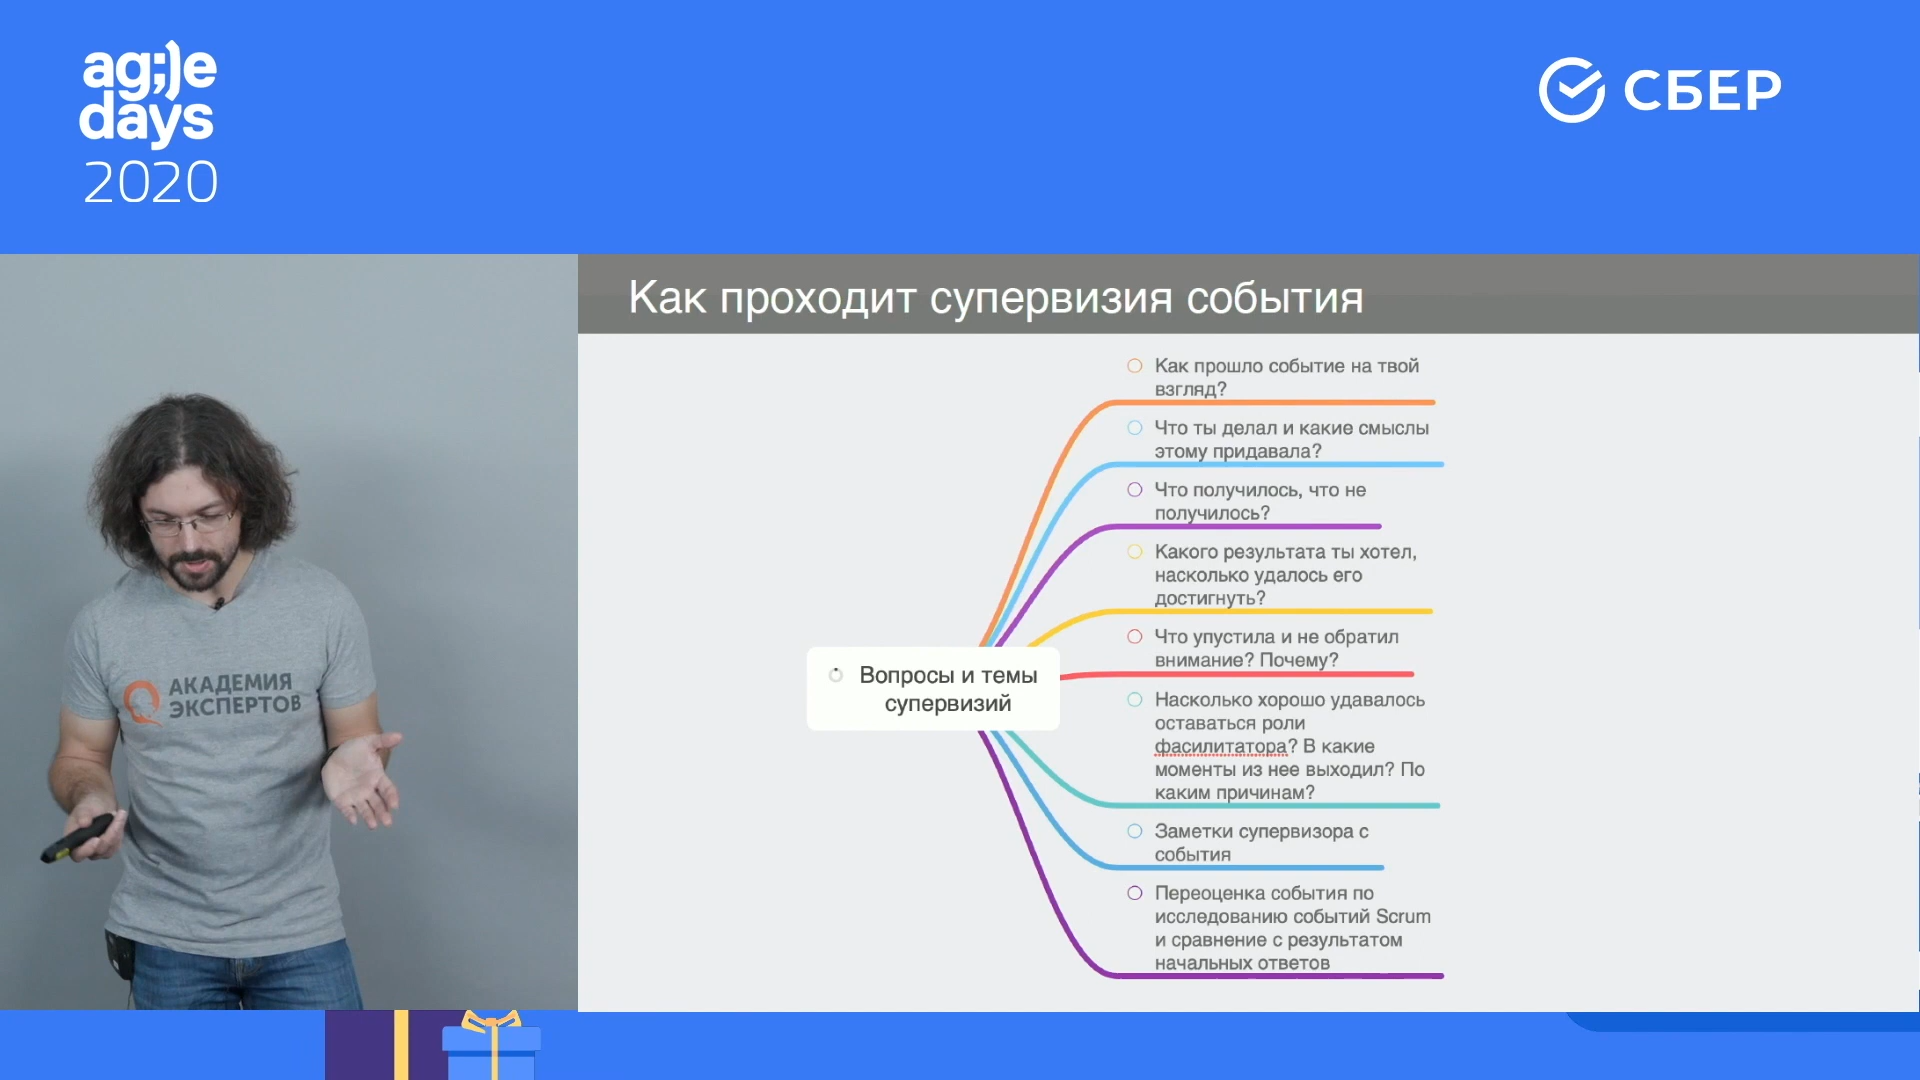 ag;le
days
2020
СБЕР
Как проходит супервизия события
Как прошло событие на твой
взгляд?
Что ты делал и какие смыслы
этому придавала?
Что получилось, что не
получилось?
Какого результата ты хотел,
насколько удалось его
достигнуть?
Что упустила и не обратил
внимание? Почему?
Вопросы и темы
супервизий
Насколько хорошо удавалось
оставаться роли
фасилитатора? В какие
моменты из нее выходил? По
каким причинам?
Заметки супервизора с
события
Переоценка события по
исследованию событий Scrum
и сравнение с результатом
начальных ответов
АКАДЕМИЯ
ЭКСПЕРТОВ